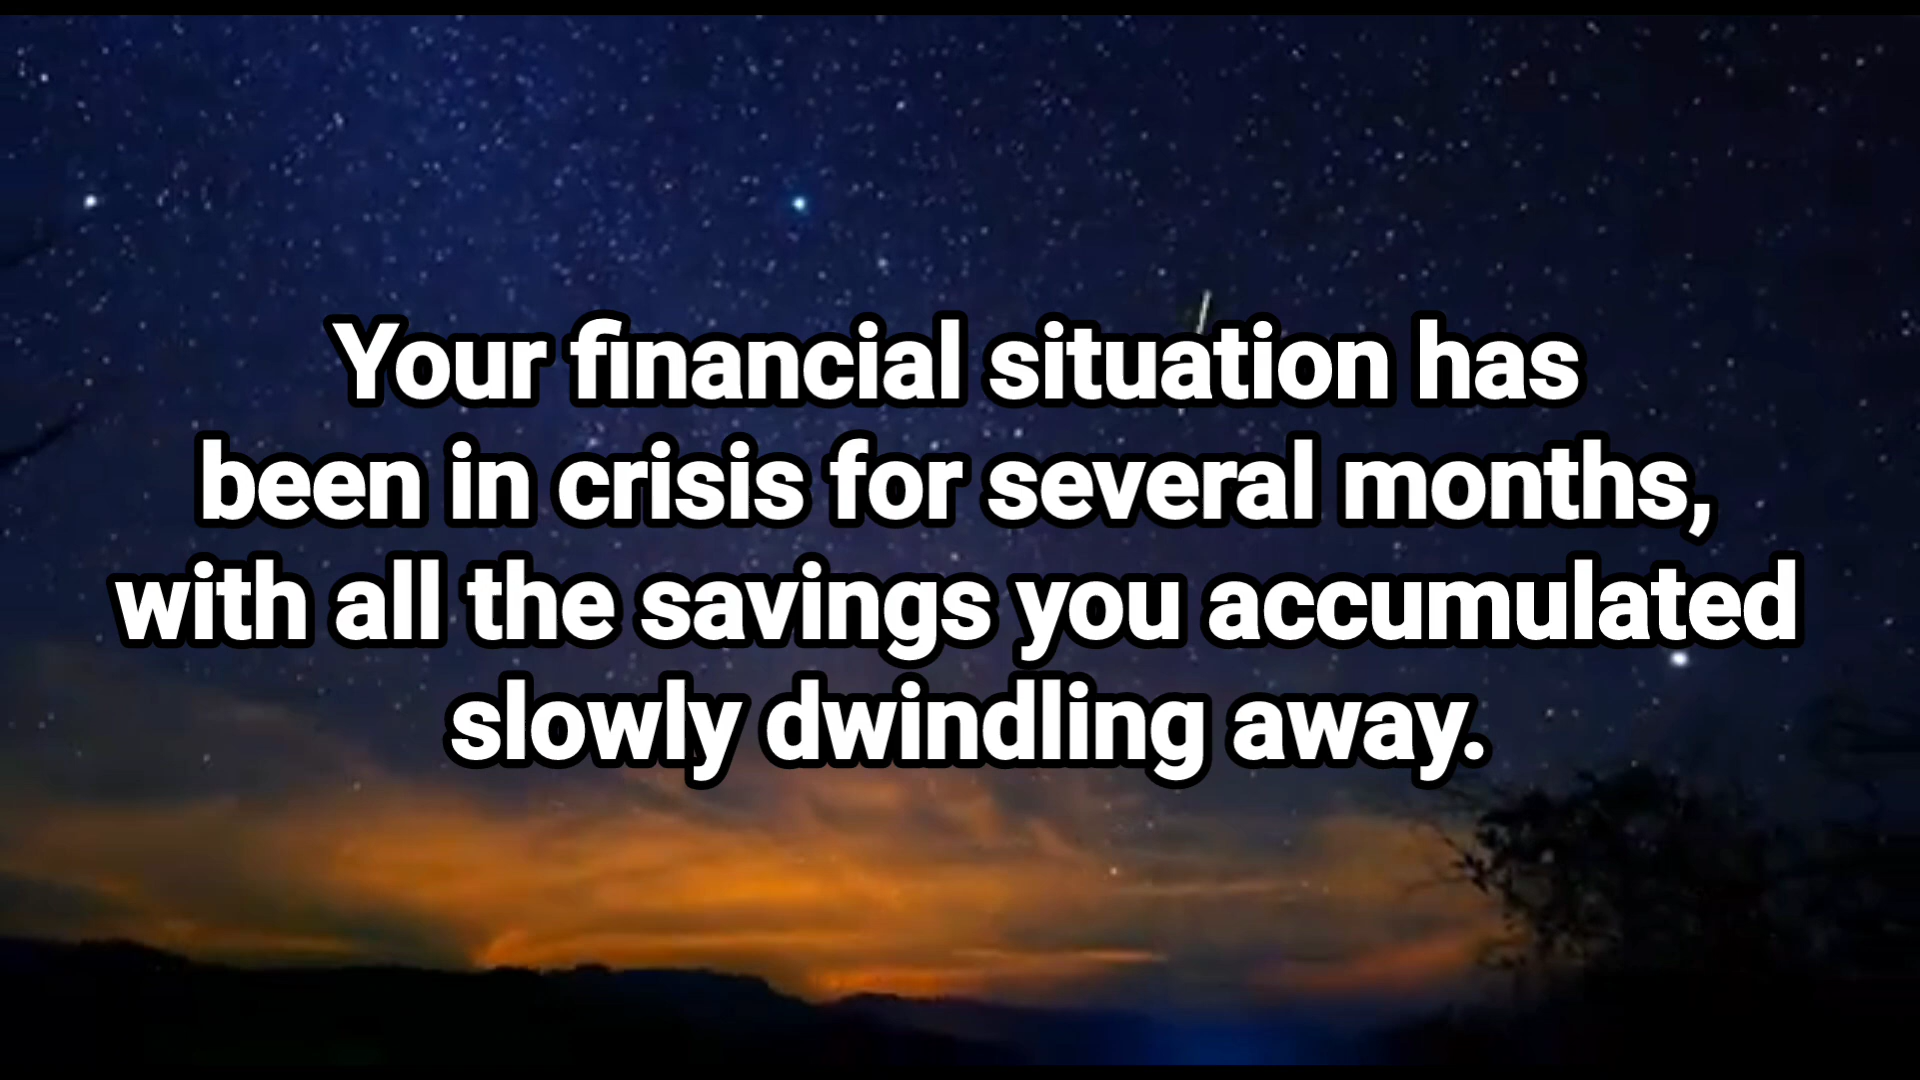 Your financial situation has
been in crisis for several months,
with all the savings you accumulated
slowly dwindling away.